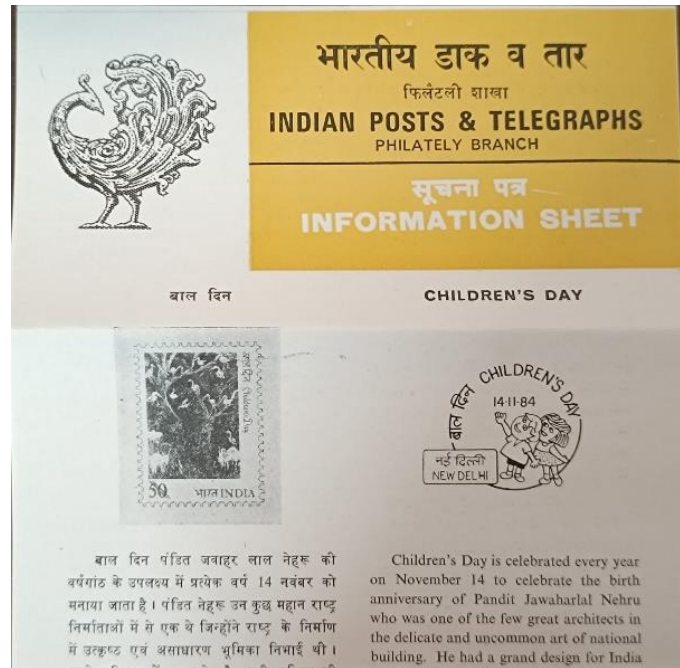 भारतीय डाक व तार
फिलैटली शाखा
INDIAN POSTS & TELEGRAPHS
PHILATELY BRANCH
सूचना पत्र
INFORMATION SHEET
बाल दिन
CHILDREN'S DAY
बाल दिन Children's Day
50
भारत INDIA
बाल दिन CHILDREN'S DAY
14-11-84
नई दिल्ली
NEW DELHI
बाल दिन पंडित जवाहर लाल नेहरू की
वर्षगांठ के उपलक्ष्य में प्रत्येक वर्ष 14 नवंबर को
मनाया जाता है। पंडित नेहरू उन कुछ महान राष्ट्र
निर्माताओं में से एक थे जिन्होंने राष्ट्र के निर्माण
में उत्कृष्ट एवं असाधारण भूमिका निभाई थी।
Children's Day is celebrated every year
on November 14 to celebrate the birth
anniversary of Pandit Jawaharlal Nehru
who was one of the few great architects in
the delicate and uncommon art of national
building. He had a grand design for India